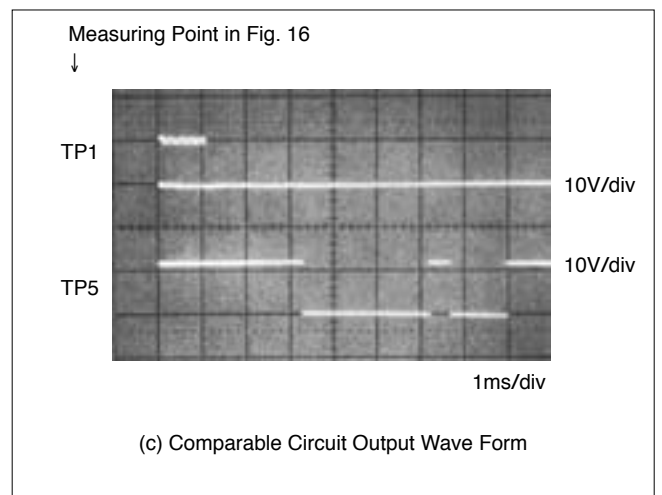 Measuring Point in Fig. 16
↓
TP1
10V/div
TP5
10V/div
1ms/div
(c) Comparable Circuit Output Wave Form